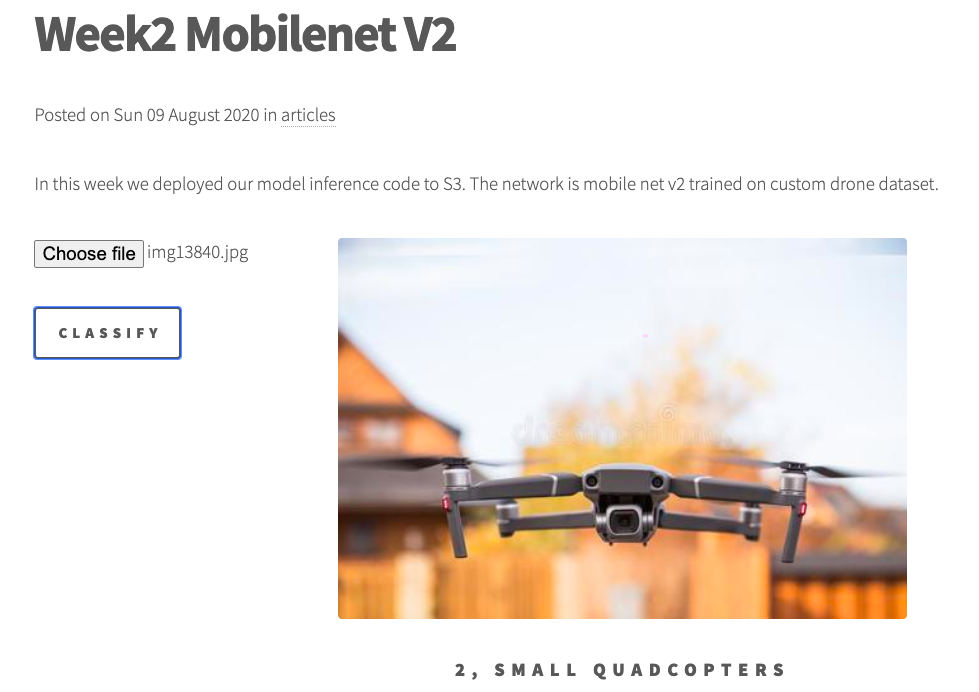 Week2 Mobilenet V2
Posted on Sun 09 August 2020 in articles
In this week we deployed our model inference code to S3. The network is mobile net v2 trained on custom drone dataset.
Choose file img13840.jpg
CLASSIFY
2, SMALL QUADCOPTERS